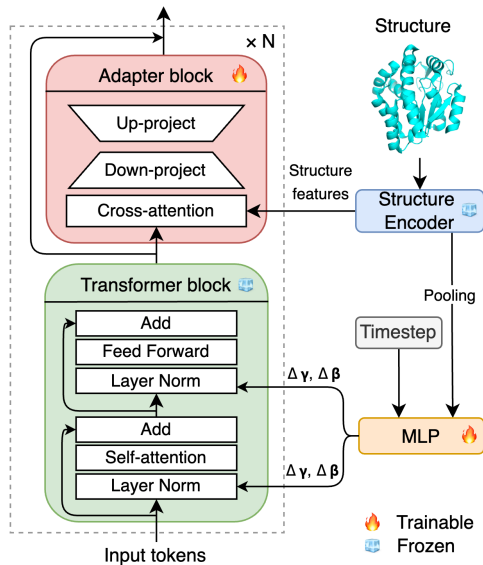 × N
Structure
Adapter block
Up-project
Down-project
Cross-attention
Structure
features
Structure
Encoder
Pooling
Transformer block
Add
Feed Forward
Layer Norm
Add
Self-attention
Layer Norm
Timestep
Δ γ, Δ β
MLP
Δ γ, Δ β
Input tokens
Trainable
Frozen